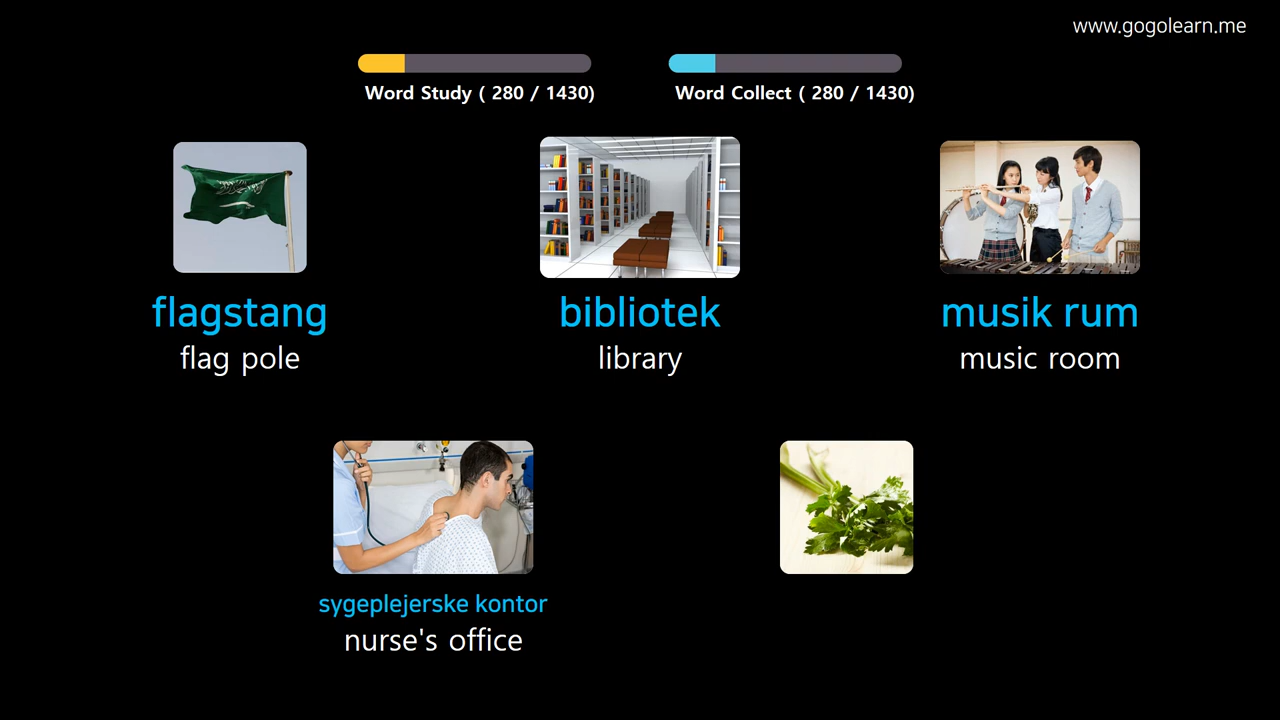 www.gogolearn.me
Word Study ( 280 / 1430)
Word Collect ( 280 / 1430)
flagstang
flag pole
bibliotek
library
musik rum
music room
sygeplejerske kontor
nurse's office